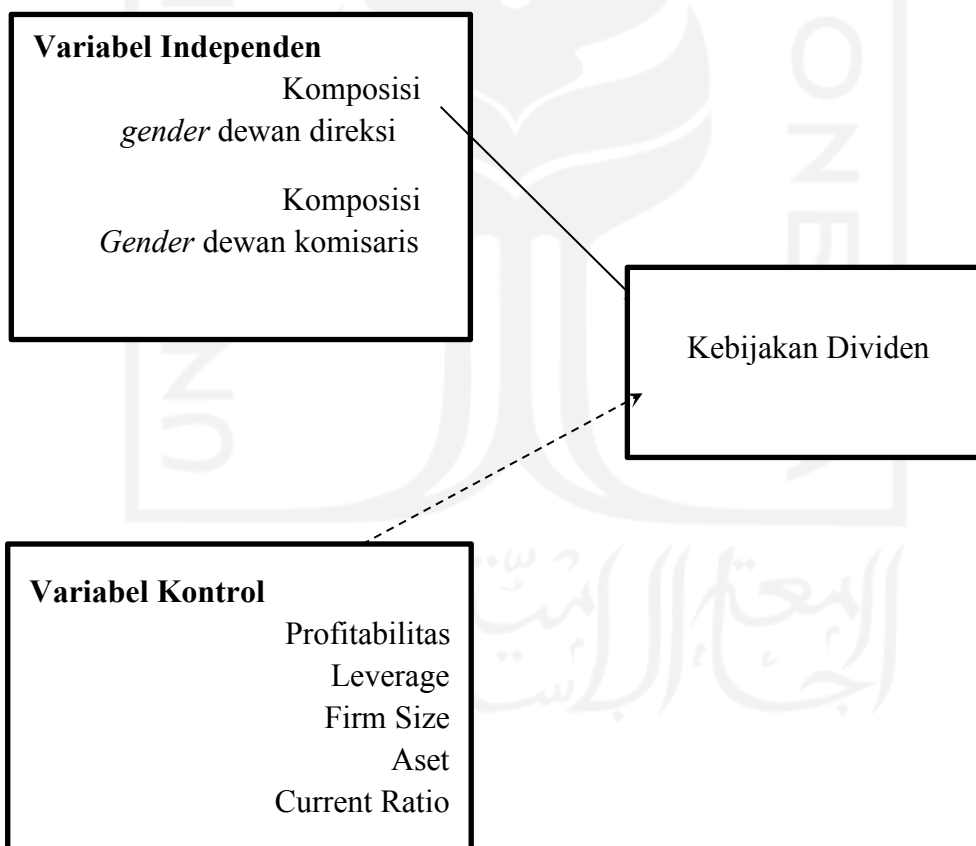 Variabel Independen
Komposisi
gender dewan direksi
Komposisi
Gender dewan komisaris
Kebijakan Dividen
Variabel Kontrol
Profitabilitas
Leverage
Firm Size
Aset
Current Ratio